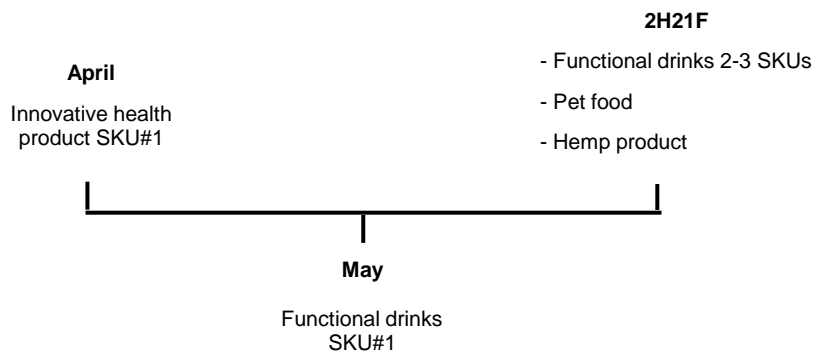 April
Innovative health
product SKU#1
May
Functional drinks
SKU#1
2H21F
- Functional drinks 2-3 SKUs
- Pet food
- Hemp product